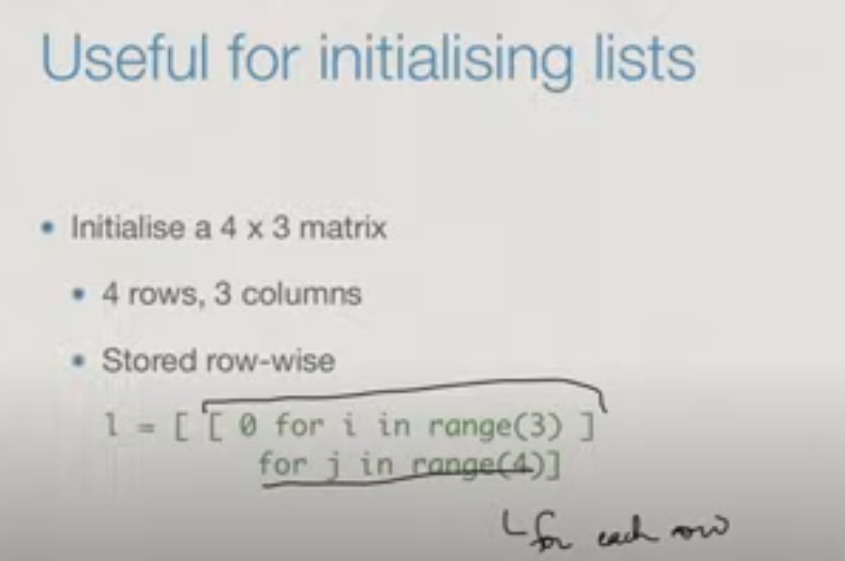 Useful for initialising lists
• Initialise a 4 x 3 matrix
• 4 rows, 3 columns
• Stored row-wise
l = [ [ 0 for i in range(3) ]
for j in range(4)]
for each row